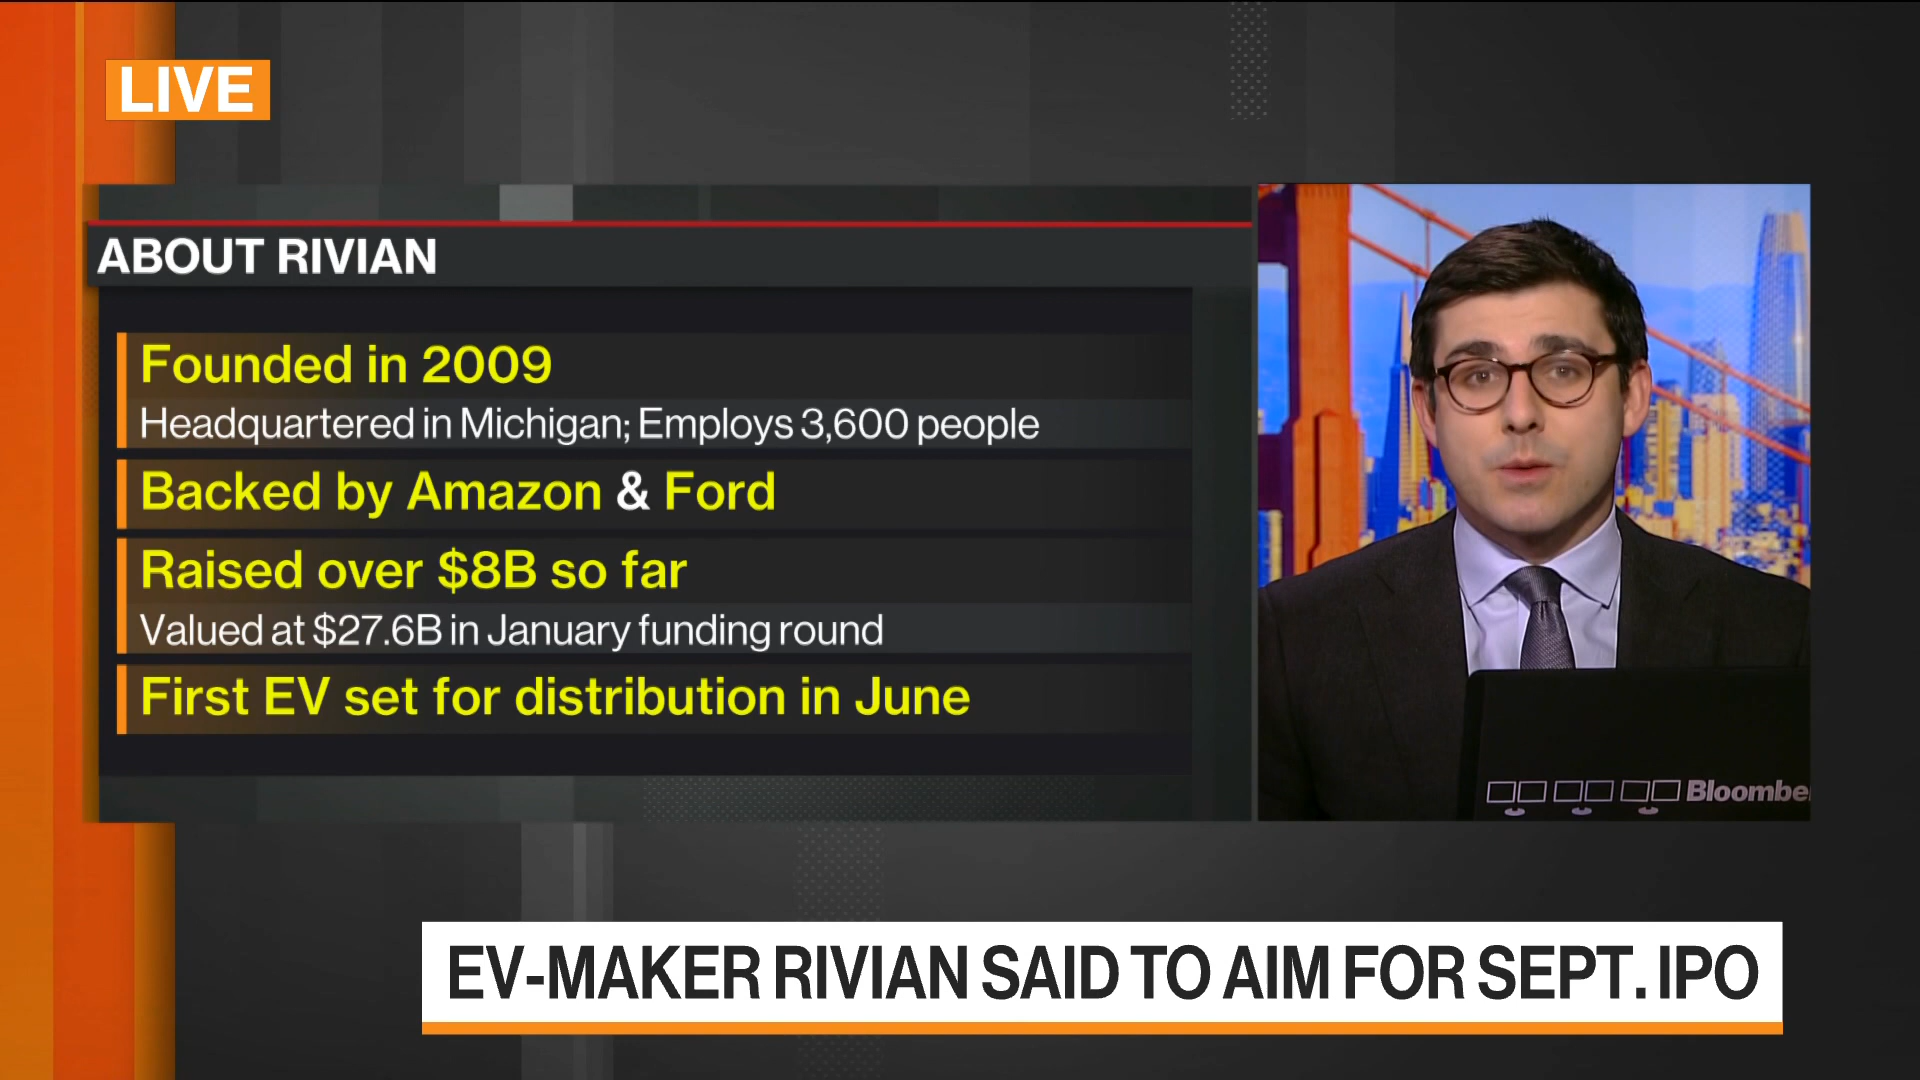 LIVE
ABOUT RIVIAN
Founded in 2009
Headquartered in Michigan; Employs 3,600 people
Backed by Amazon & Ford
Raised over $8B so far
Valued at $27.6B in January funding round
First EV set for distribution in June
Bloombe
EV-MAKER RIVIAN SAID TO AIM FOR SEPT. IPO